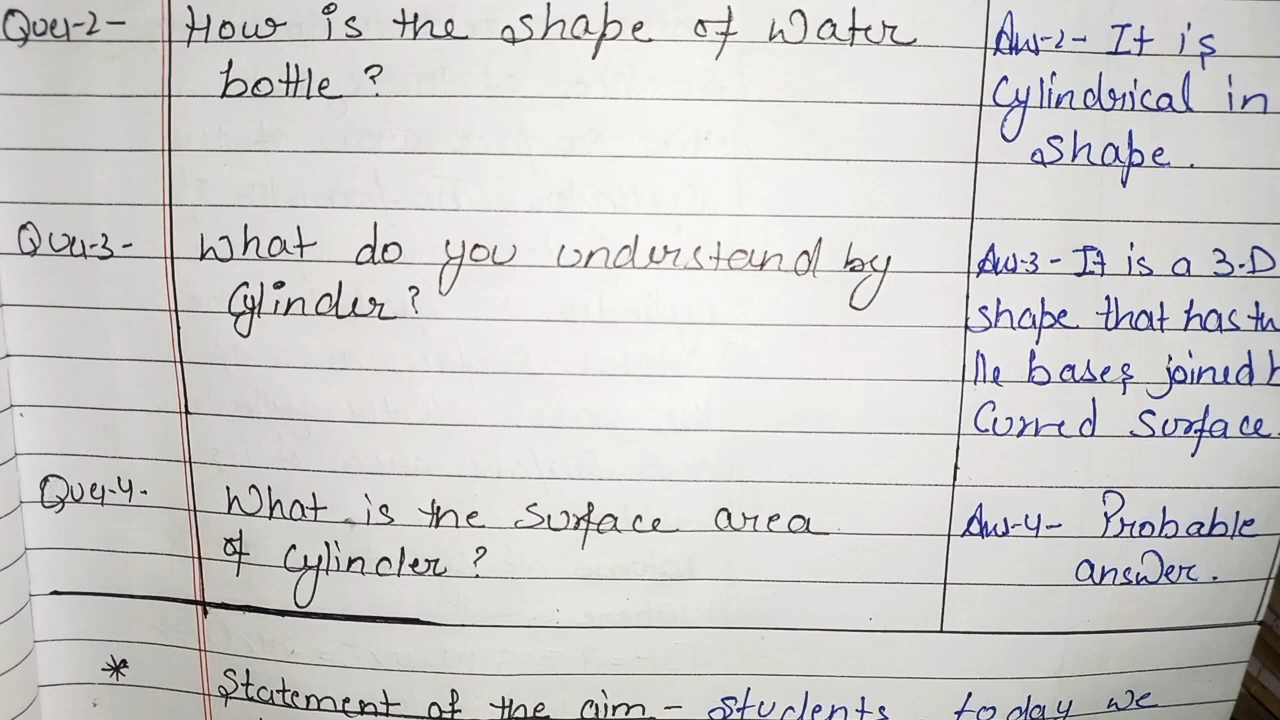 Que-2- How is the shape of Water
bottle?
Ans-2- It is
Cylindrical in
shape.
Que-3- What do you understand by
Cylinder?
Ans-3- It is a 3-D
shape that has
lle bases joined
Curved Surface
Que-4- What is the surface area
of Cylinder?
Ans-4- Probable
answer.
* Statement of the aim - students, today we